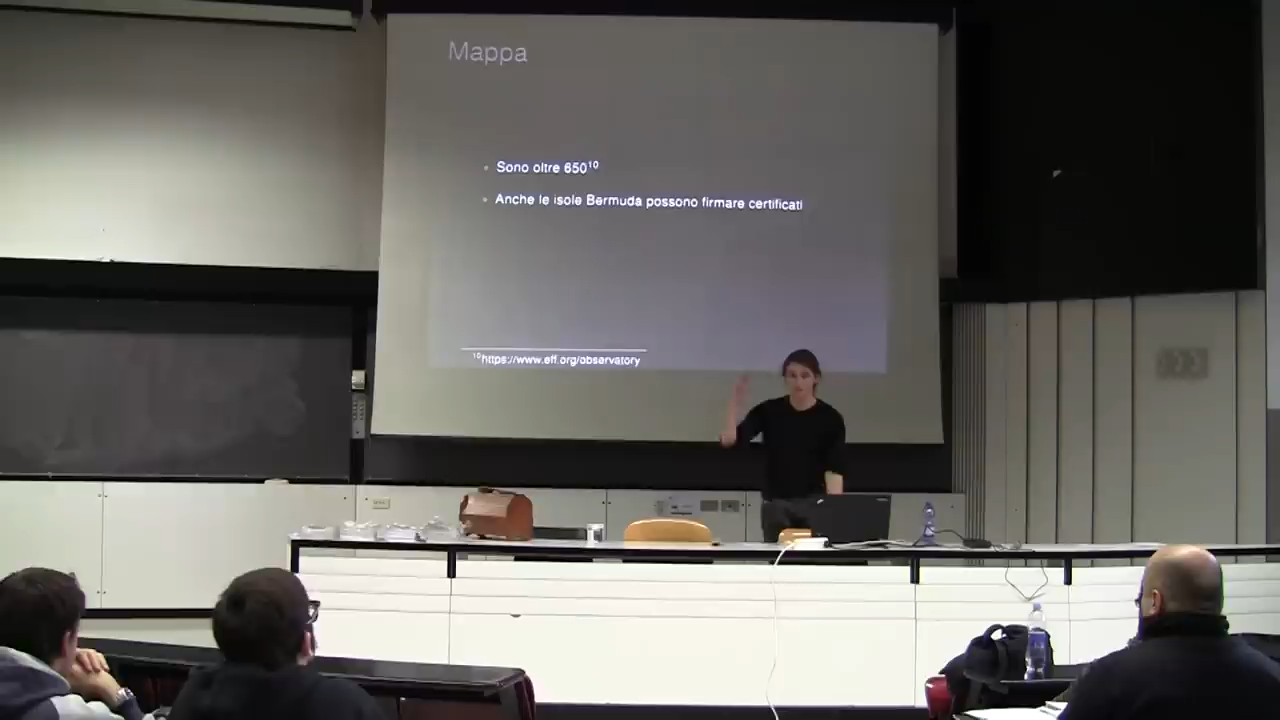 Mappa
Sono oltre 650¹⁰
Anche le isole Bermuda possono firmare certificati
¹⁰https://www.eff.org/observatory